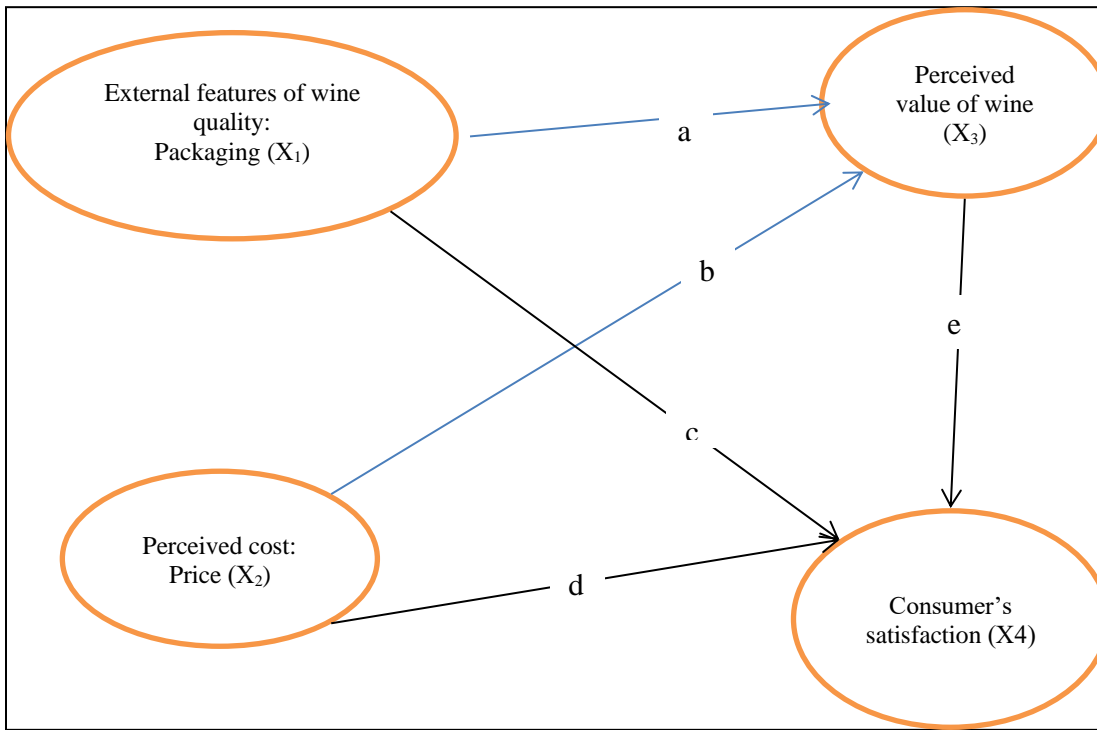 External features of wine
quality:
Packaging (X₁)
Perceived
value of wine
(X₃)
a
b
e
c
Perceived cost:
Price (X₂)
d
Consumer’s
satisfaction (X4)